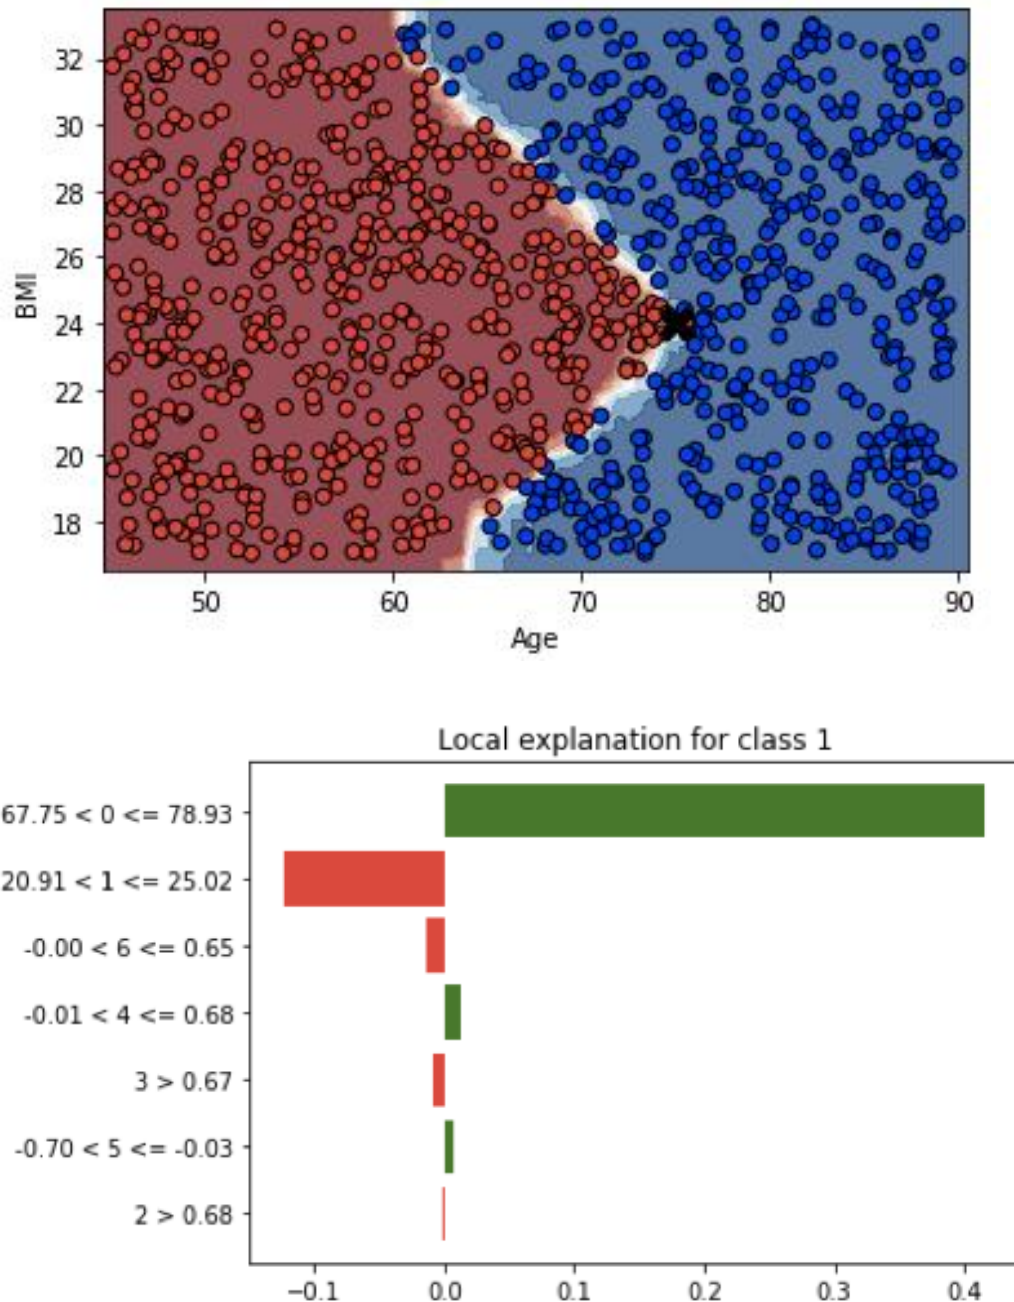 32
30
28
26
24
22
20
18
BMI
50 60 70 80 90
Age
Local explanation for class 1
67.75 < 0 <= 78.93
20.91 < 1 <= 25.02
-0.00 < 6 <= 0.65
-0.01 < 4 <= 0.68
3 > 0.67
-0.70 < 5 <= -0.03
2 > 0.68
−0.1 0.0 0.1 0.2 0.3 0.4